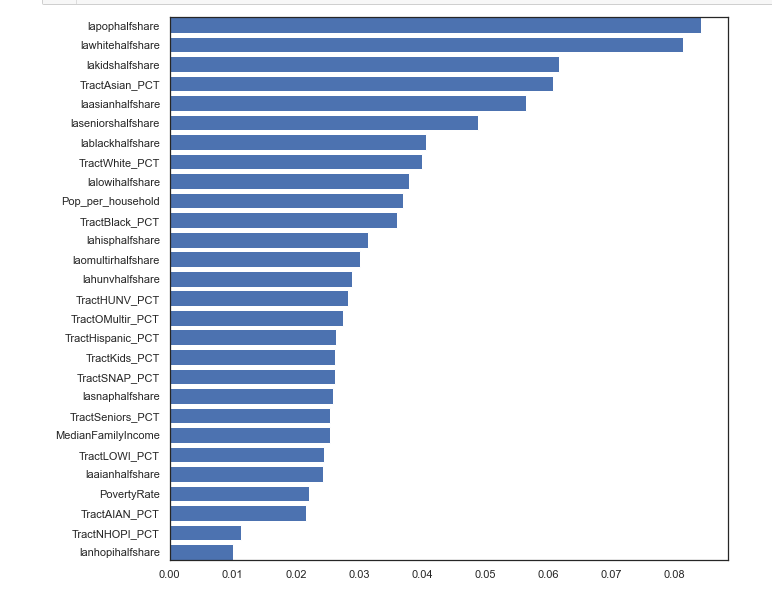 lapophalfshare
lawhitehalfshare
lakidshalfshare
TractAsian_PCT
laasianhalfshare
laseniorshalfshare
lablackhalfshare
TractWhite_PCT
lalowihalfshare
Pop_per_household
TractBlack_PCT
lahisphalfshare
laomultirhalfshare
lahunvhalfshare
TractHUNV_PCT
TractOMultir_PCT
TractHispanic_PCT
TractKids_PCT
TractSNAP_PCT
lasnaphalfshare
TractSeniors_PCT
MedianFamilyIncome
TractLOWI_PCT
laaianhalfshare
PovertyRate
TractAIAN_PCT
TractNHOPI_PCT
lanhopihalfshare
0.00 0.01 0.02 0.03 0.04 0.05 0.06 0.07 0.08